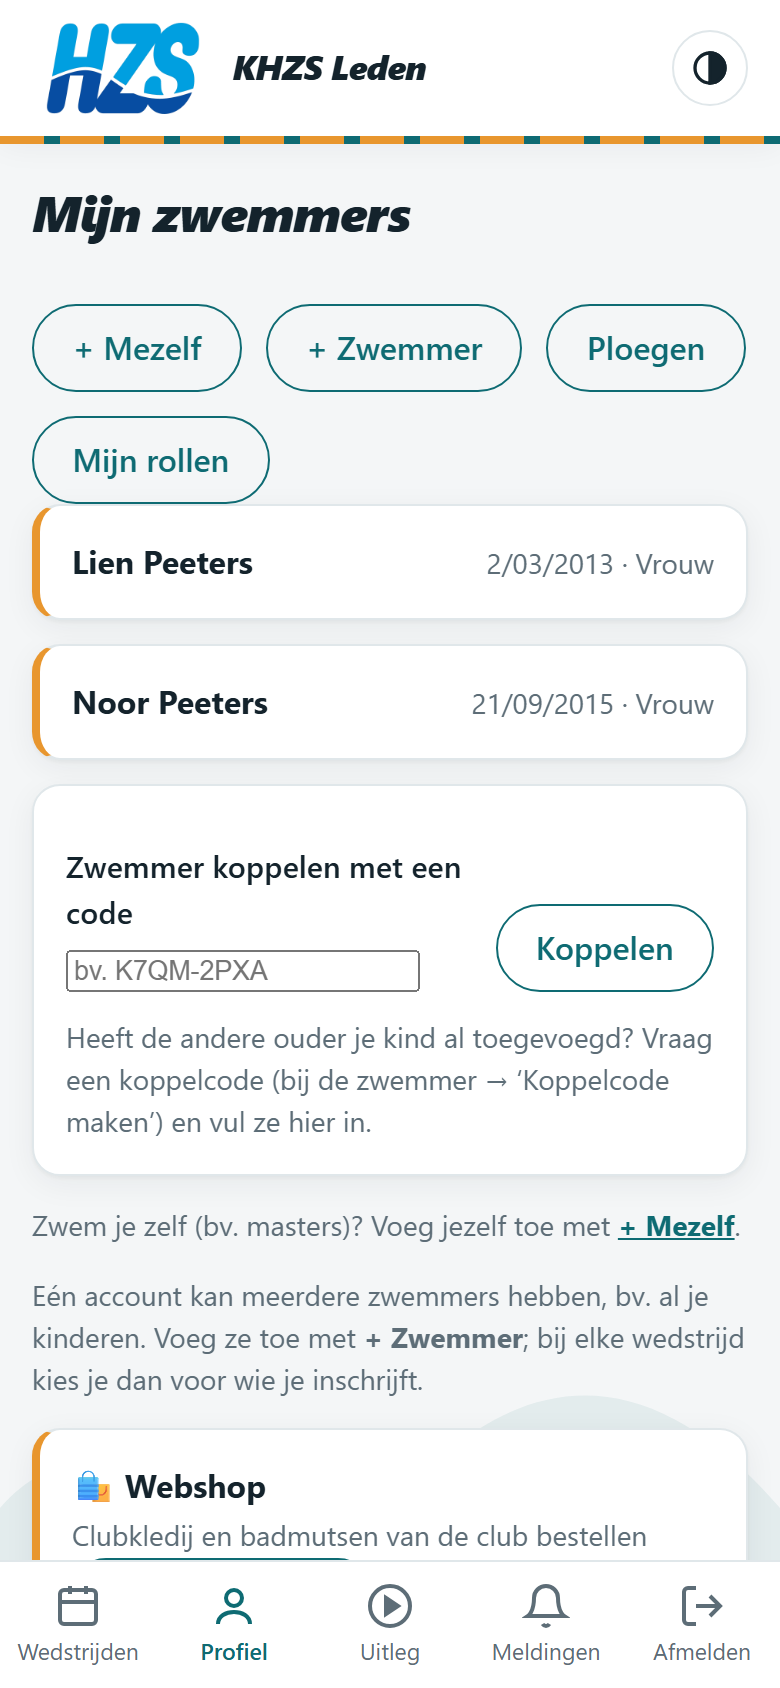 HZS
KHZS Leden
Mijn zwemmers
+ Mezelf
+ Zwemmer
Ploegen
Mijn rollen
Lien Peeters
2/03/2013 · Vrouw
Noor Peeters
21/09/2015 · Vrouw
Zwemmer koppelen met een
code
bv. K7QM-2PXA
Koppelen
Heeft de andere ouder je kind al toegevoegd? Vraag
een koppelcode (bij de zwemmer → ‘Koppelcode
maken’) en vul ze hier in.
Zwem je zelf (bv. masters)? Voeg jezelf toe met + Mezelf.
Eén account kan meerdere zwemmers hebben, bv. al je
kinderen. Voeg ze toe met + Zwemmer; bij elke wedstrijd
kies je dan voor wie je inschrijft.
Webshop
Clubkledij en badmutsen van de club bestellen
Wedstrijden
Profiel
Uitleg
Meldingen
Afmelden